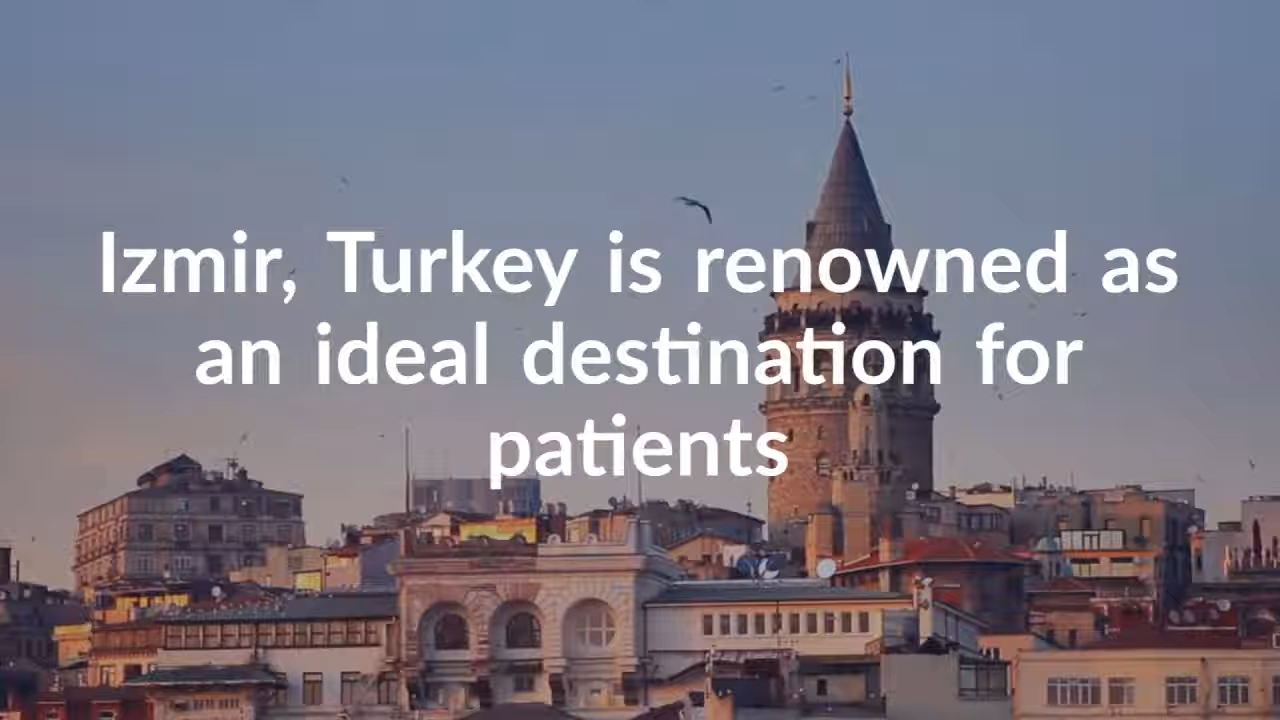 Izmir, Turkey is renowned as
an ideal destination for
patients